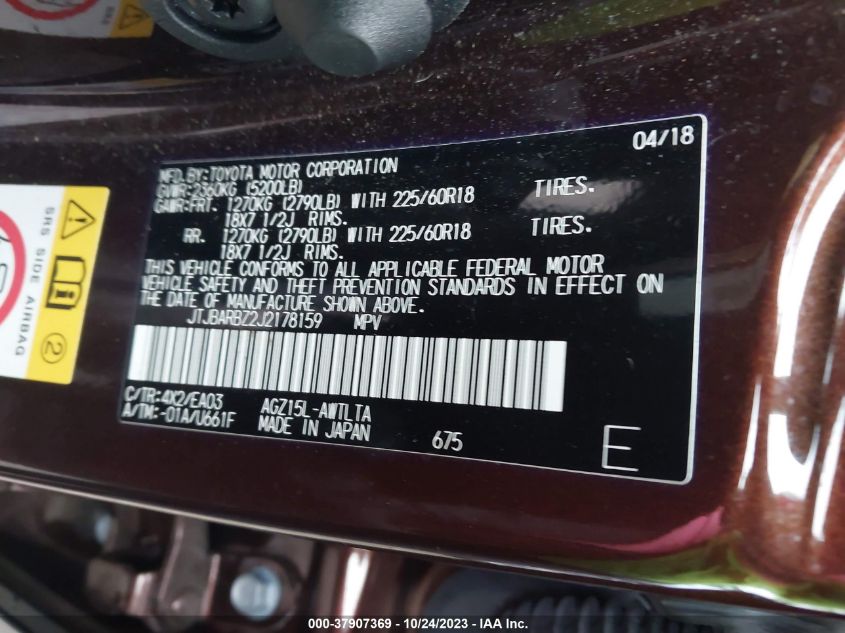 04/18
MFD.BY:TOYOTA MOTOR CORPORATION
GVWR:2360KG (5200LB)
GAWR:FRT. 1270KG (2790LB) WITH 225/60R18 TIRES.
18X7 1/2J RIMS.
RR. 1270KG (2790LB) WITH 225/60R18 TIRES.
18X7 1/2J RIMS.
THIS VEHICLE CONFORMS TO ALL APPLICABLE FEDERAL MOTOR
VEHICLE SAFETY AND THEFT PREVENTION STANDARDS IN EFFECT ON
THE DATE OF MANUFACTURE SHOWN ABOVE.
JTJBARBZ2J2178159 MPV
C/TR:4X2/EA03 AGZ15L-AWTLTA
A/TM:-01A/U661F MADE IN JAPAN 675 E
SRS SIDE AIRBAG
2
000-37907369 - 10/24/2023 - IAA Inc.